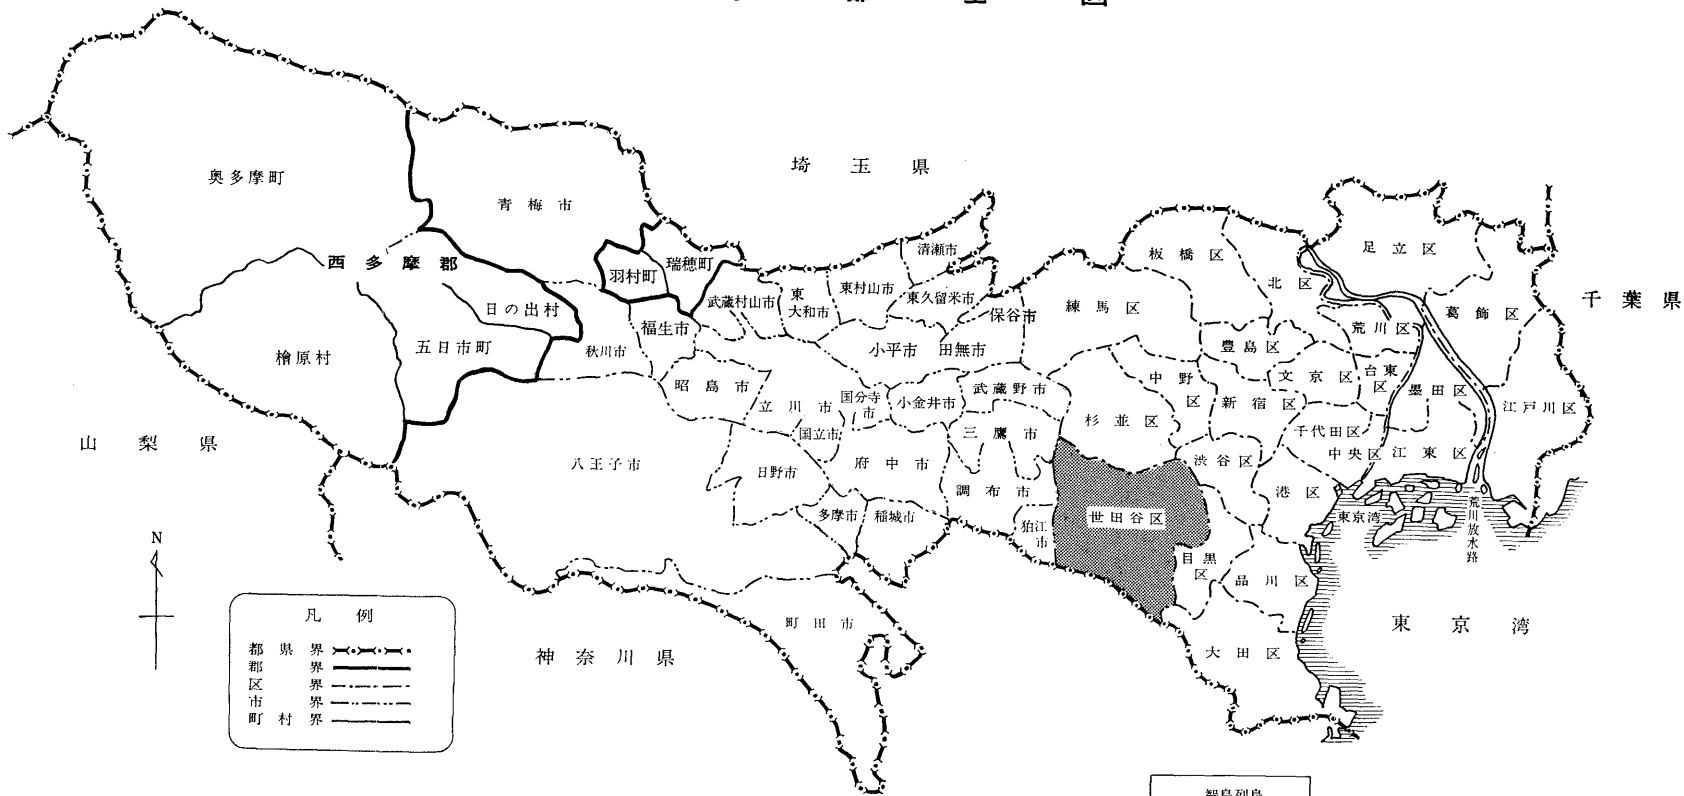 埼玉県
奥多摩町
青梅市
西多摩郡
羽村町
瑞穂町
日の出村
五日市町
檜原村
山梨県
福生市
秋川市
武蔵村山市
東
大和市
東村山市
清瀬市
東久留米市
保谷市
小平市
田無市
昭島市
立川市
国分寺
市
小金井市
武蔵野市
国立市
三鷹市
八王子市
日野市
府中市
調布市
多摩市
稲城市
狛江
市
町田市
神奈川県
板橋区
北区
足立区
葛飾区
千葉県
練馬区
荒川区
豊島区
中野
区
文京区
台東
区
墨田区
江戸川区
新宿区
杉並区
千代田区
中央区
江東区
渋谷区
港区
世田谷区
目黒
区
品川区
大田区
東京湾
荒川放水路
東京湾
N
凡例
都県界
郡界
区界
市界
町村界